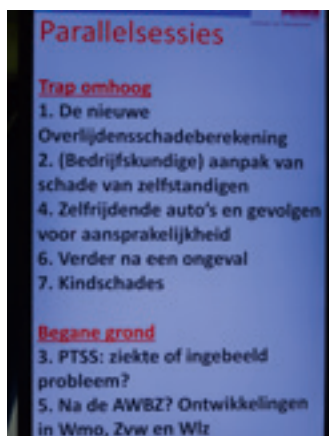 Parallelsessies
Trap omhoog
1. De nieuwe
Overlijdensschadeberekening
2. (Bedrijfskundige) aanpak van
schade van zelfstandigen
4. Zelfrijdende auto's en gevolgen
voor aansprakelijkheid
6. Verder na een ongeval
7. Kindschades
Begane grond
3. PTSS: ziekte of ingebeeld
probleem?
5. Na de AWBZ? Ontwikkelingen
in Wmo, Zvw en Wlz